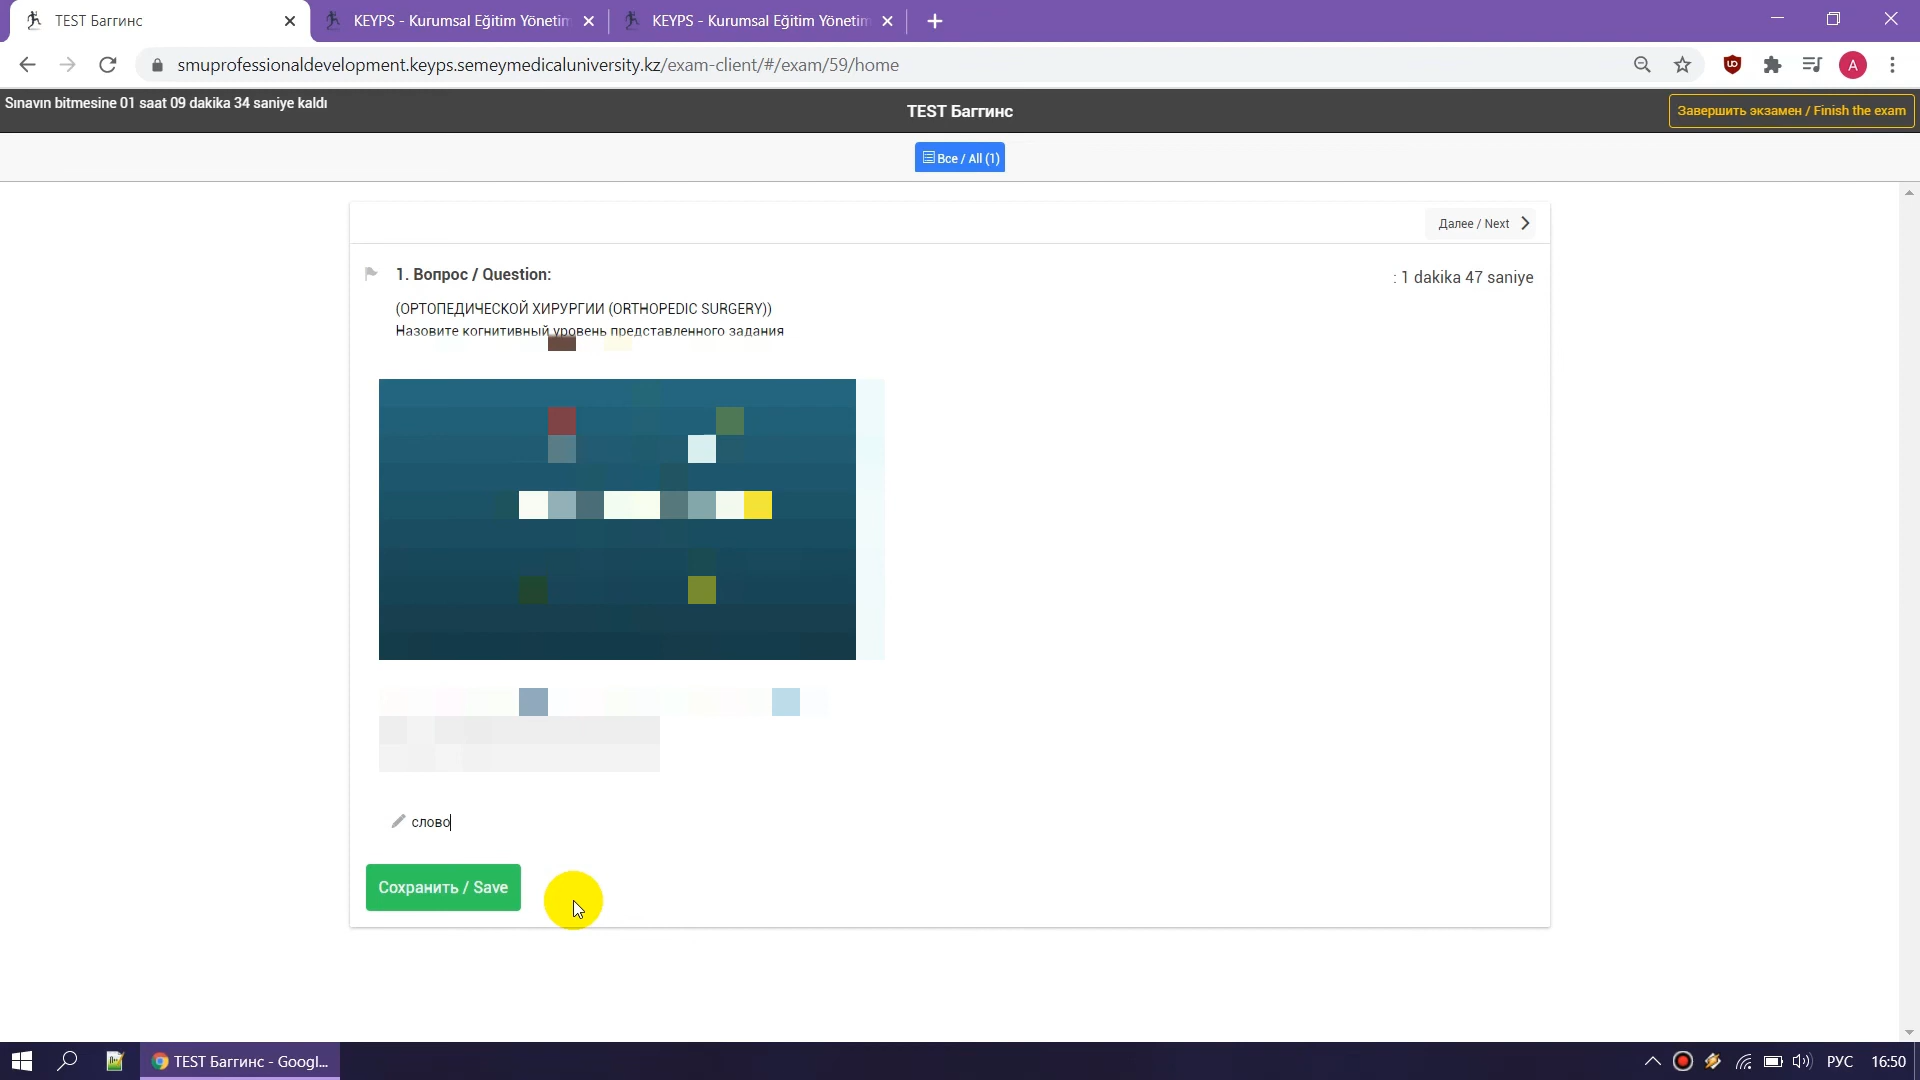 TEST Баггинс
KEYPS - Kurumsal Eğitim Yönetim
KEYPS - Kurumsal Eğitim Yönetim
smuprofessionaldevelopment.keyps.semeymedicaluniversity.kz/exam-client/#/exam/59/home
A
Sınavın bitmesine 01 saat 09 dakika 34 saniye kaldı
TEST Баггинс
Завершить экзамен / Finish the exam
Все / All (1)
Далее / Next
1. Вопрос / Question:
: 1 dakika 47 saniye
(ОРТОПЕДИЧЕСКОЙ ХИРУРГИИ (ORTHOPEDIC SURGERY))
Назовите когнитивный уровень представленного задания
слово
Сохранить / Save
TEST Баггинс - Googl...
РУС
16:50